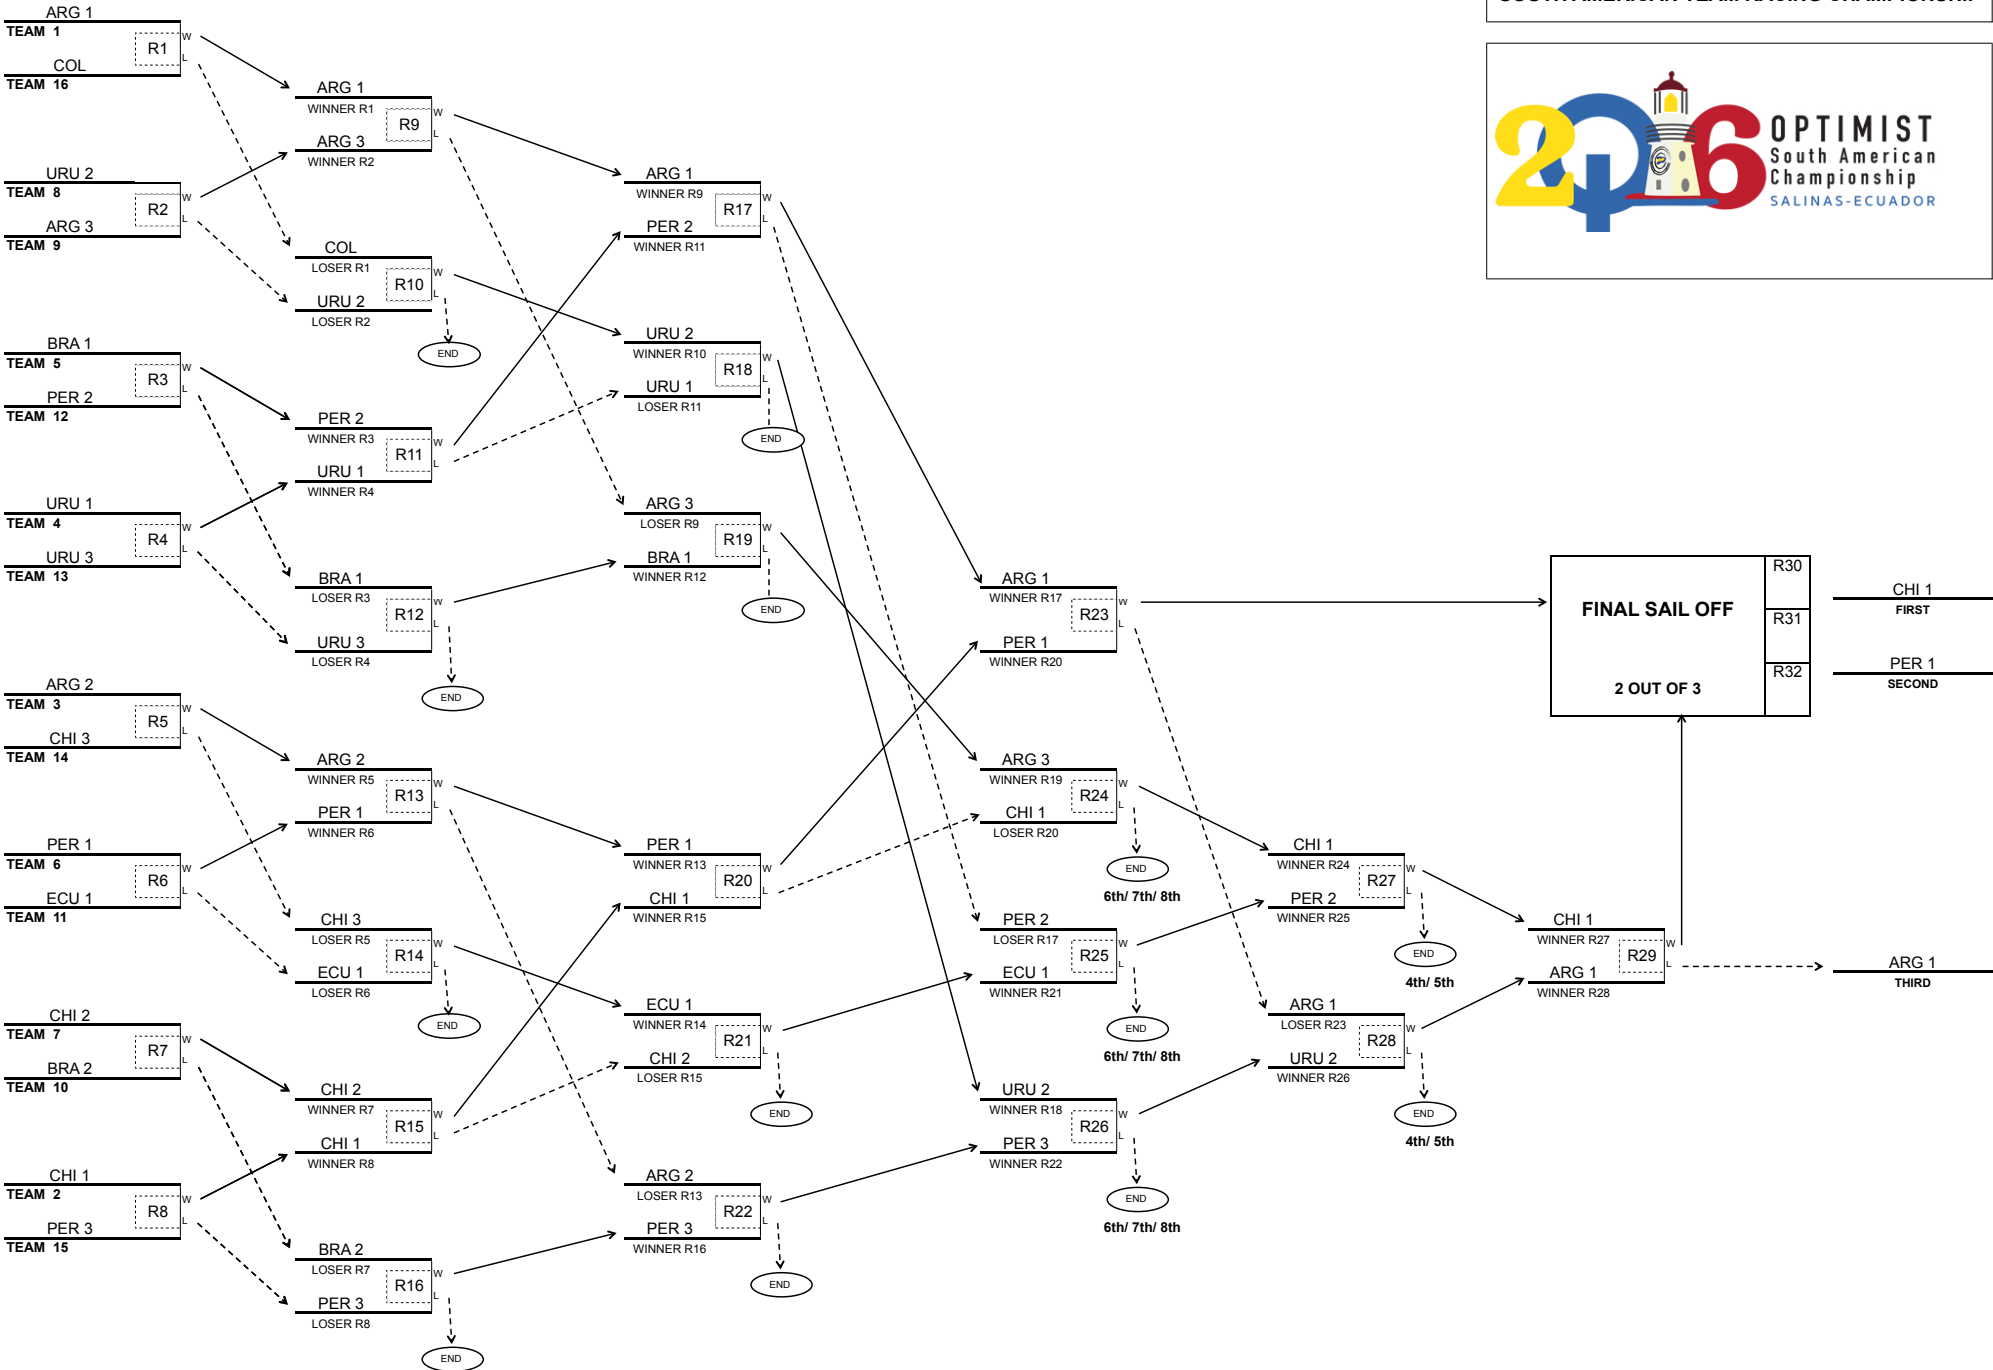 SOUTH AMERICAN TEAM RACING CHAMPIONSHIP
2016
OPTIMIST
South American
Championship
SALINAS-ECUADOR
ARG 1
TEAM 1
R1
W
L
COL
TEAM 16
URU 2
TEAM 8
R2
W
L
ARG 3
TEAM 9
BRA 1
TEAM 5
R3
W
L
PER 2
TEAM 12
URU 1
TEAM 4
R4
W
L
URU 3
TEAM 13
ARG 2
TEAM 3
R5
W
L
CHI 3
TEAM 14
PER 1
TEAM 6
R6
W
L
ECU 1
TEAM 11
CHI 2
TEAM 7
R7
W
L
BRA 2
TEAM 10
CHI 1
TEAM 2
R8
W
L
PER 3
TEAM 15
ARG 1
WINNER R1
R9
W
L
ARG 3
WINNER R2
COL
LOSER R1
R10
W
L
URU 2
LOSER R2
END
PER 2
WINNER R3
R11
W
L
URU 1
WINNER R4
BRA 1
LOSER R3
R12
W
L
URU 3
LOSER R4
END
ARG 2
WINNER R5
R13
W
L
PER 1
WINNER R6
CHI 3
LOSER R5
R14
W
L
ECU 1
LOSER R6
END
CHI 2
WINNER R7
R15
W
L
CHI 1
WINNER R8
BRA 2
LOSER R7
R16
W
L
PER 3
LOSER R8
END
ARG 1
WINNER R9
R17
W
L
PER 2
WINNER R11
URU 2
WINNER R10
R18
W
L
URU 1
LOSER R11
END
ARG 3
LOSER R9
R19
W
L
BRA 1
WINNER R12
END
PER 1
WINNER R13
R20
W
L
CHI 1
WINNER R15
ECU 1
WINNER R14
R21
W
L
CHI 2
LOSER R15
END
ARG 2
LOSER R13
R22
W
L
PER 3
WINNER R16
END
ARG 1
WINNER R17
R23
W
L
PER 1
WINNER R20
ARG 3
WINNER R19
R24
W
L
CHI 1
LOSER R20
END
6th/ 7th/ 8th
PER 2
LOSER R17
R25
W
L
ECU 1
WINNER R21
END
6th/ 7th/ 8th
URU 2
WINNER R18
R26
W
L
PER 3
WINNER R22
END
6th/ 7th/ 8th
CHI 1
WINNER R24
R27
W
L
PER 2
WINNER R25
END
4th/ 5th
ARG 1
LOSER R23
R28
W
L
URU 2
WINNER R26
END
4th/ 5th
CHI 1
WINNER R27
R29
W
L
ARG 1
WINNER R28
FINAL SAIL OFF
2 OUT OF 3
R30
R31
R32
CHI 1
FIRST
PER 1
SECOND
ARG 1
THIRD